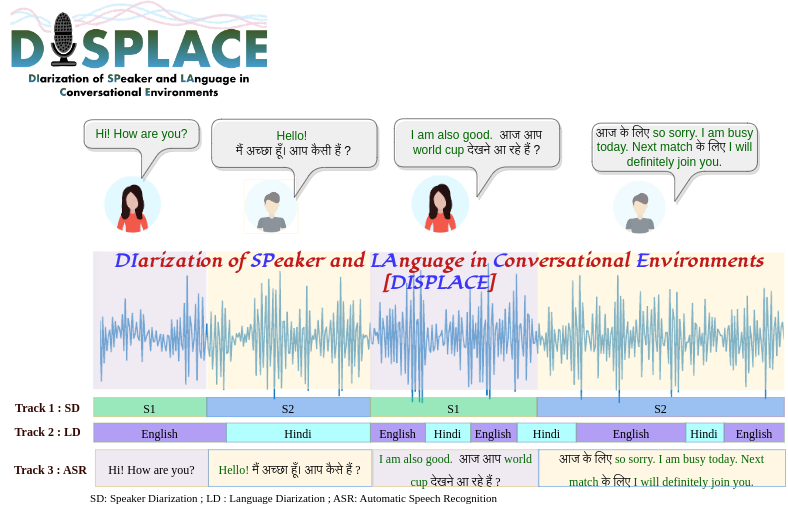 DISPLACE
DIarization of SPeaker and LAnguage in
Conversational Environments
Hi! How are you?
Hello!
मैं अच्छा हूँ। आप कैसी हैं ?
I am also good. आज आप
world cup देखने आ रहे हैं ?
आज के लिए so sorry. I am busy
today. Next match के लिए I will
definitely join you.
DIarization of SPeaker and LAnguage in Conversational Environments
[DISPLACE]
Track 1 : SD S1 S2 S1 S2
Track 2 : LD English Hindi English Hindi English Hindi English Hindi English
Track 3 : ASR Hi! How are you? Hello! मैं अच्छा हूँ। आप कैसे हैं ?
I am also good. आज आप world
cup देखने आ रहे हैं ?
आज के लिए so sorry. I am busy today. Next
match के लिए I will definitely join you.
SD: Speaker Diarization ; LD : Language Diarization ; ASR: Automatic Speech Recognition